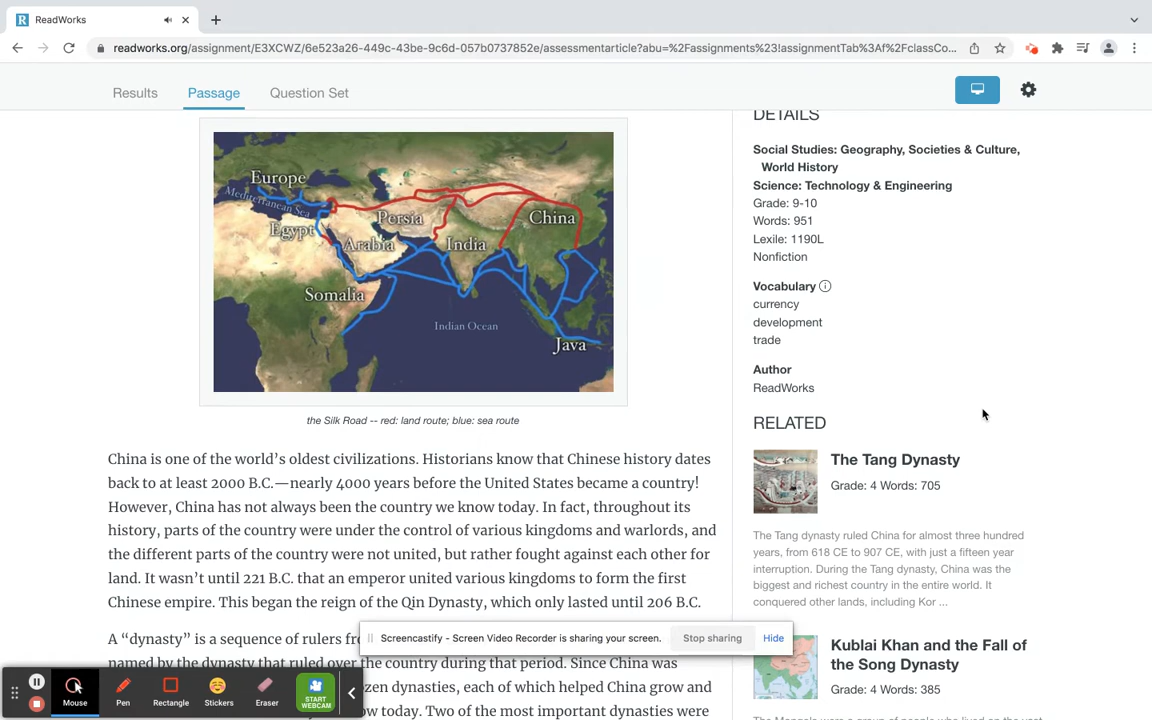 ReadWorks
readworks.org/assignment/E3XCWZ/6e523a26-449c-43be-9c6d-057b0737852e/assessmentarticle?abu=%2Fassignments%23!assignmentTab%3Af%2FclassCo...
Results
Passage
Question Set
Europe
Mediterranean Sea
Egypt
Persia
Arabia
India
China
Somalia
Indian Ocean
Java
the Silk Road -- red: land route; blue: sea route
China is one of the world's oldest civilizations. Historians know that Chinese history dates
back to at least 2000 B.C.—nearly 4000 years before the United States became a country!
However, China has not always been the country we know today. In fact, throughout its
history, parts of the country were under the control of various kingdoms and warlords, and
the different parts of the country were not united, but rather fought against each other for
land. It wasn't until 221 B.C. that an emperor united various kingdoms to form the first
Chinese empire. This began the reign of the Qin Dynasty, which only lasted until 206 B.C.
A “dynasty” is a sequence of rulers
named by the dynasty that ruled over the country during that period. Since China was
dynasties, each of which helped China grow and
today. Two of the most important dynasties were
DETAILS
Social Studies: Geography, Societies & Culture,
World History
Science: Technology & Engineering
Grade: 9-10
Words: 951
Lexile: 1190L
Nonfiction
Vocabulary
currency
development
trade
Author
ReadWorks
RELATED
The Tang Dynasty
Grade: 4 Words: 705
The Tang dynasty ruled China for almost three hundred
years, from 618 CE to 907 CE, with just a fifteen year
interruption. During the Tang dynasty, China was the
biggest and richest country in the entire world. It
conquered other lands, including Kor ...
Kublai Khan and the Fall of
the Song Dynasty
Grade: 4 Words: 385
The Mongols were a group of people who lived on the vast
Screencastify - Screen Video Recorder is sharing your screen.
Stop sharing
Hide
Mouse
Pen
Rectangle
Stickers
Eraser
START
WEBCAM